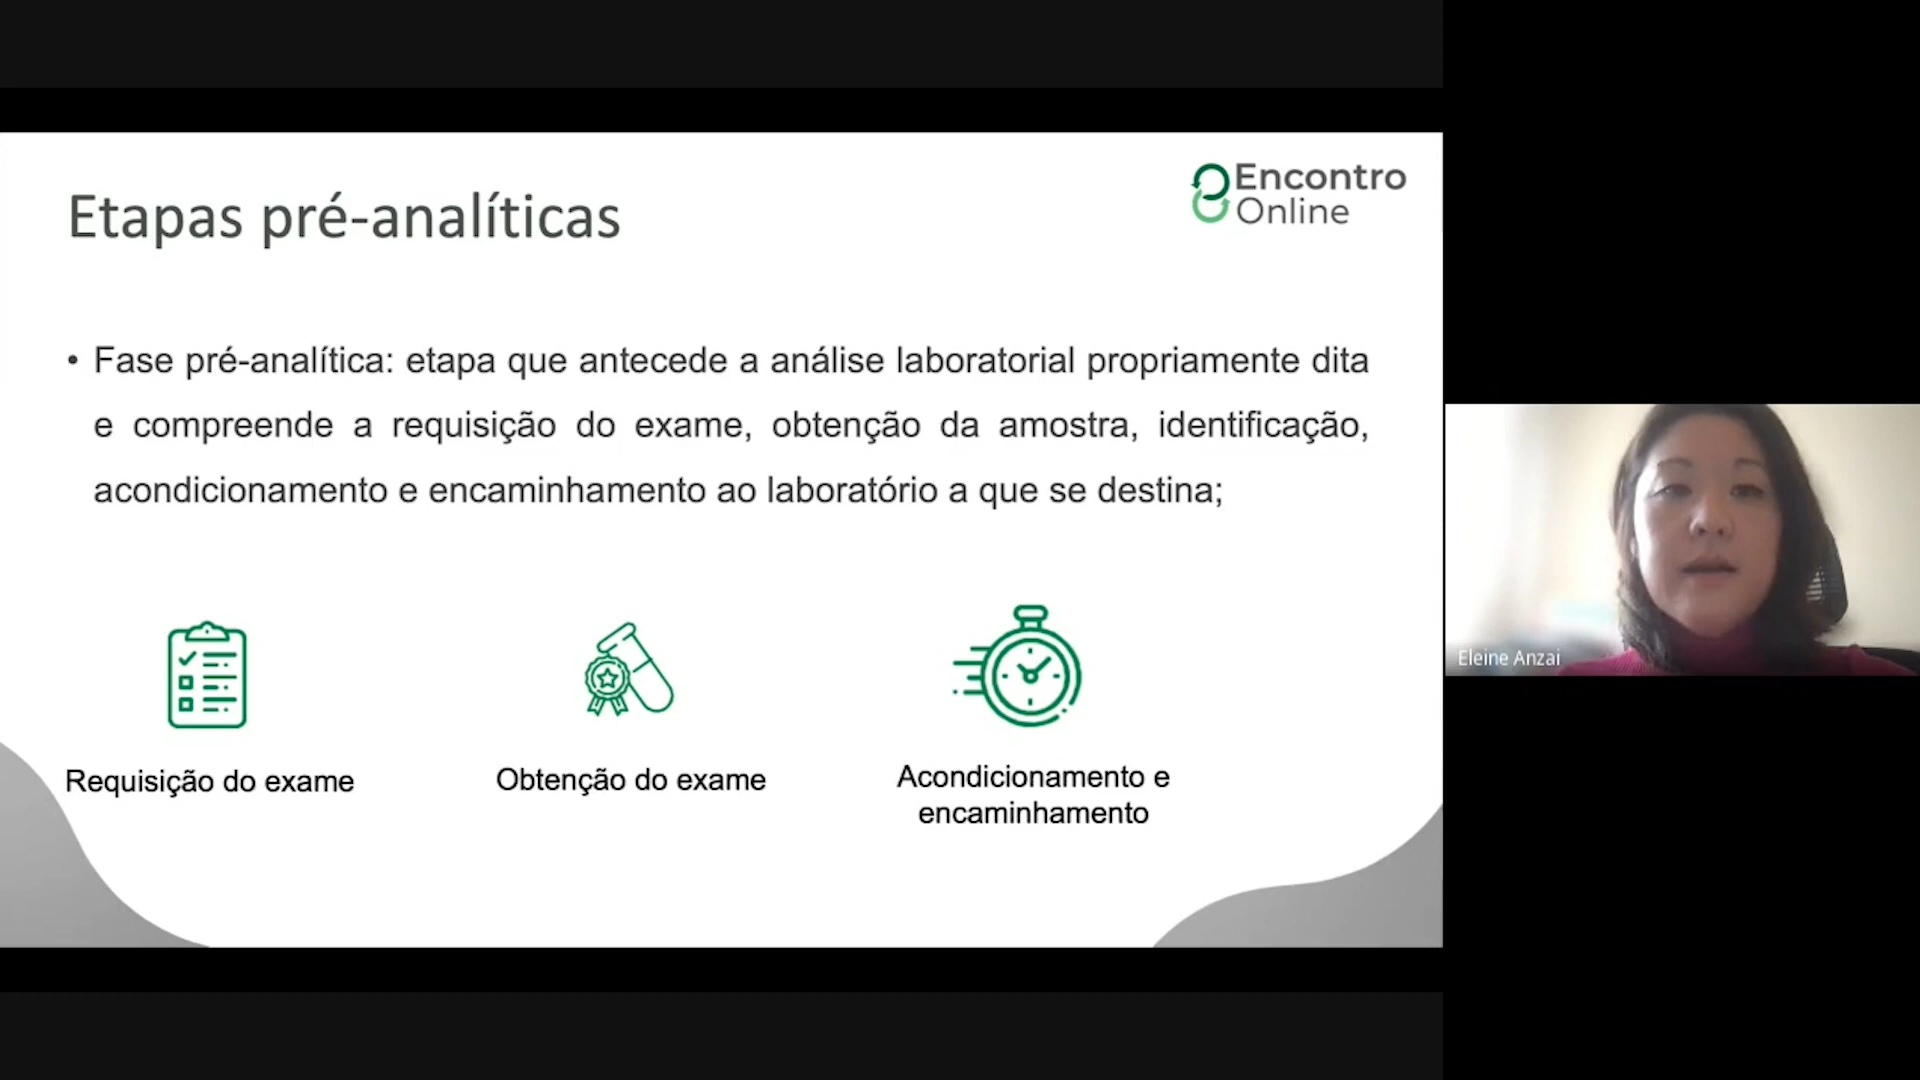 Encontro
Online
Etapas pré-analíticas
• Fase pré-analítica: etapa que antecede a análise laboratorial propriamente dita
e compreende a requisição do exame, obtenção da amostra, identificação,
acondicionamento e encaminhamento ao laboratório a que se destina;
Requisição do exame
Obtenção do exame
Acondicionamento e
encaminhamento
Eleine Anzai